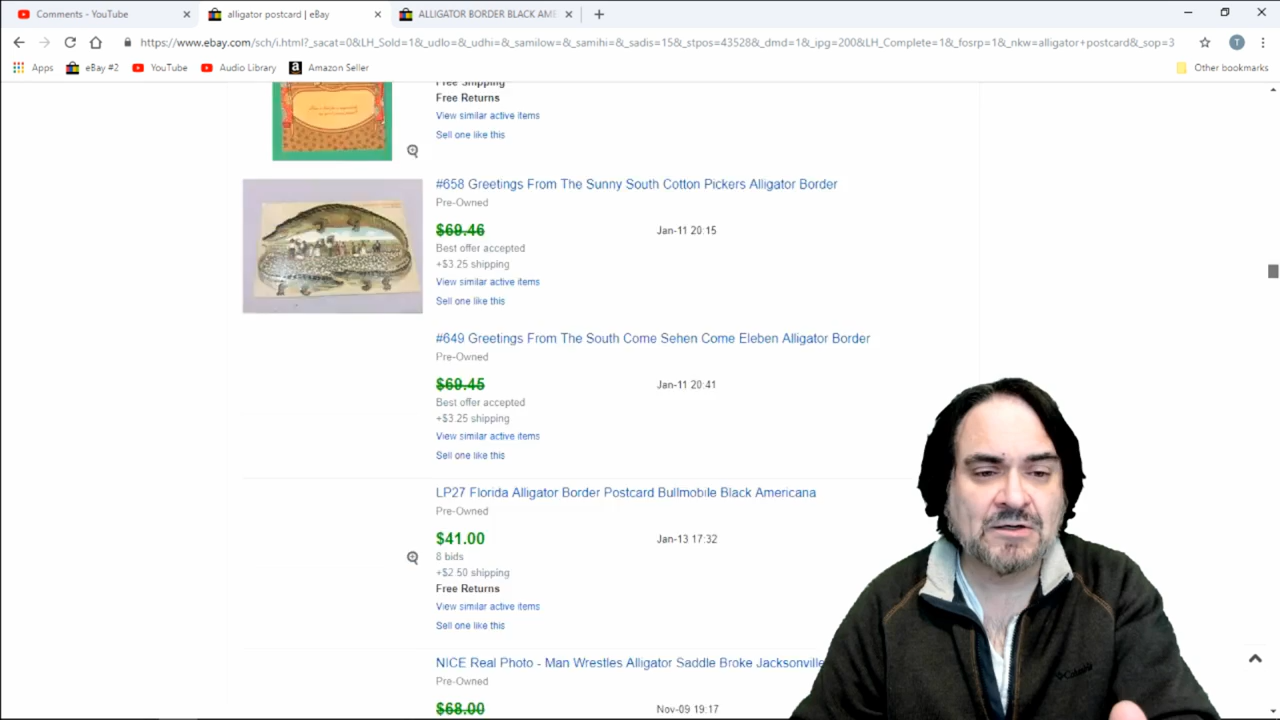 Comments - YouTube
alligator postcard | eBay
ALLIGATOR BORDER BLACK AME
https://www.ebay.com/sch/i.html?_sacat=0&LH_Sold=1&_udlo=&_udhi=&_samilow=&_samihi=&_sadis=15&_stpos=43528&_dmd=1&_ipg=200&LH_Complete=1&_fosrp=1&_nkw=alligator+postcard&_sop=3
T
Apps
eBay #2
YouTube
Audio Library
Amazon Seller
Other bookmarks
Free Shipping
Free Returns
View similar active items
Sell one like this
#658 Greetings From The Sunny South Cotton Pickers Alligator Border
Pre-Owned
$69.46
Jan-11 20:15
Best offer accepted
+$3.25 shipping
View similar active items
Sell one like this
#649 Greetings From The South Come Sehen Come Eleben Alligator Border
Pre-Owned
$69.45
Jan-11 20:41
Best offer accepted
+$3.25 shipping
View similar active items
Sell one like this
LP27 Florida Alligator Border Postcard Bullmobile Black Americana
Pre-Owned
$41.00
Jan-13 17:32
8 bids
+$2.50 shipping
Free Returns
View similar active items
Sell one like this
NICE Real Photo - Man Wrestles Alligator Saddle Broke Jacksonville
Pre-Owned
$68.00
Nov-09 19:17
Columbia